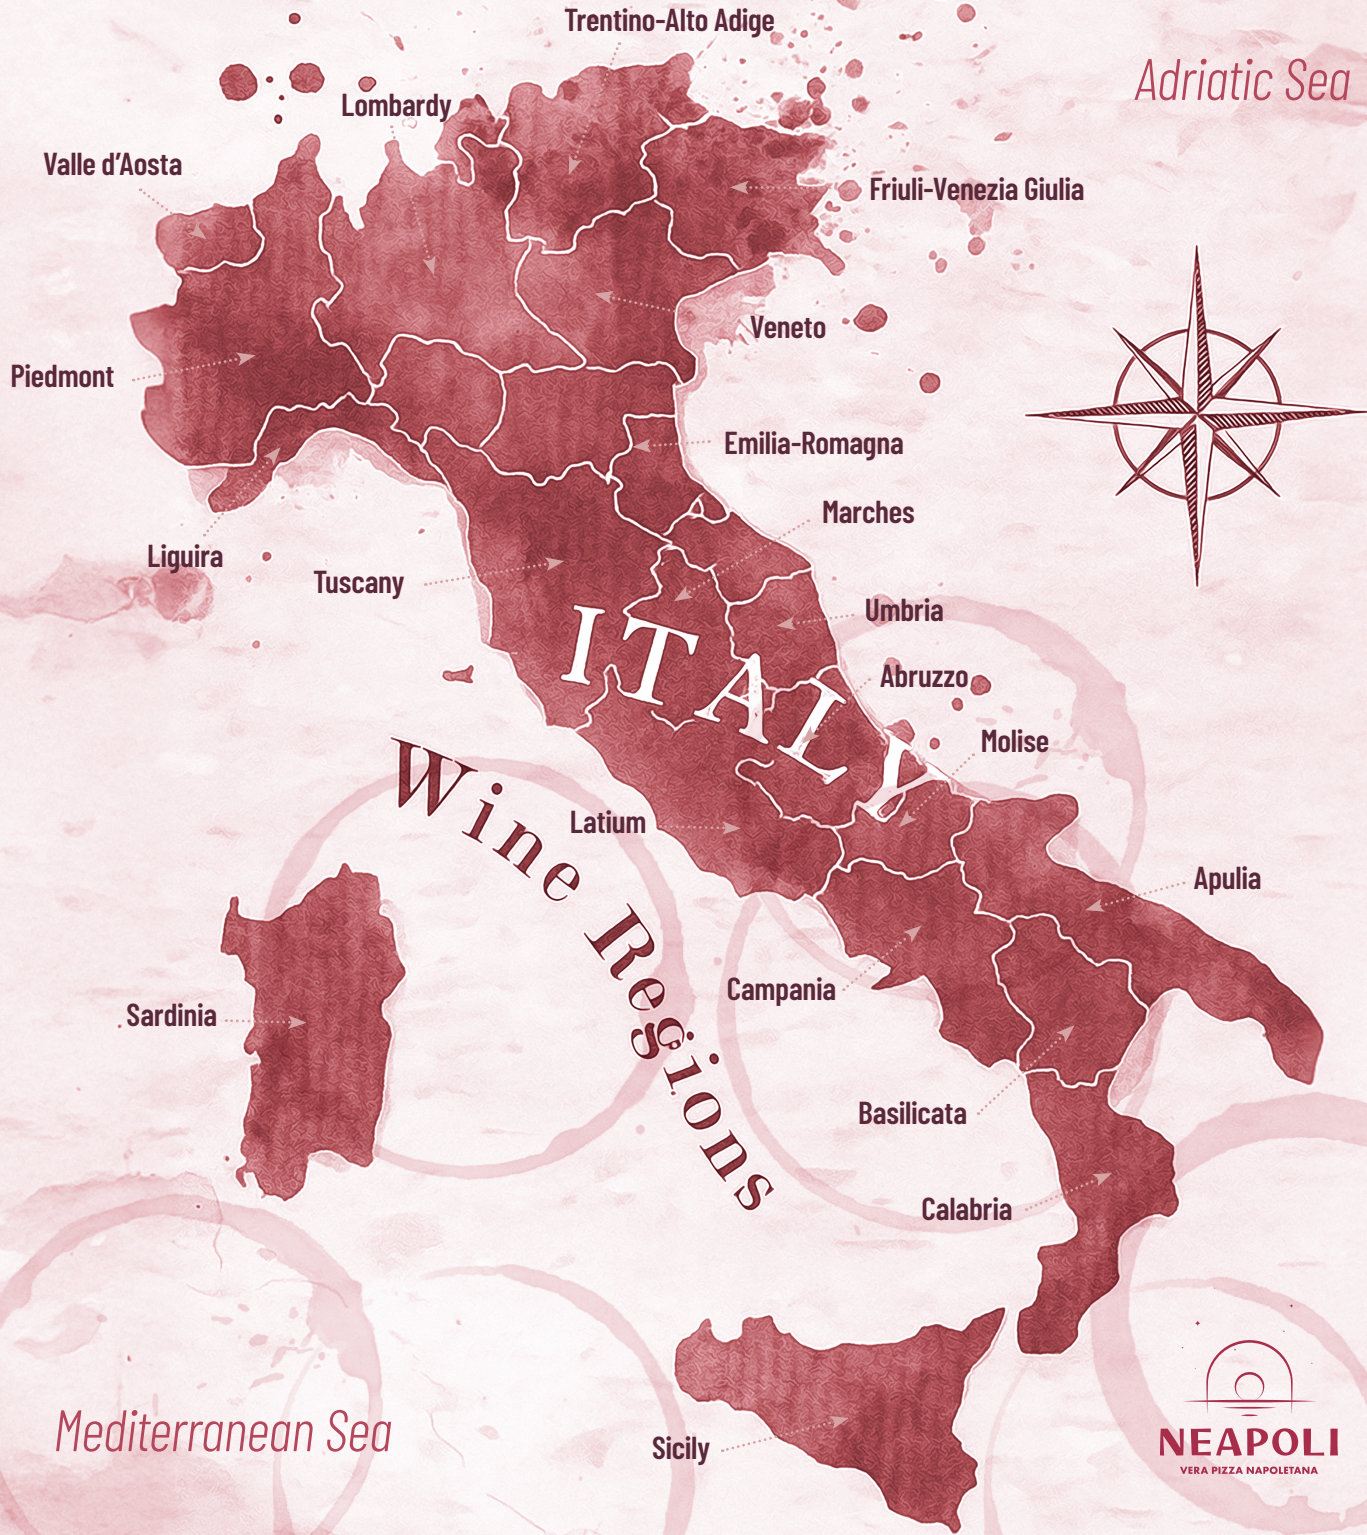 Trentino-Alto Adige
Adriatic Sea
Lombardy
Valle d’Aosta
Friuli-Venezia Giulia
Veneto
Piedmont
Emilia-Romagna
Marches
Liguira
Tuscany
Umbria
ITALY
Abruzzo
Molise
Wine Regions
Latium
Apulia
Campania
Sardinia
Basilicata
Calabria
Mediterranean Sea
Sicily
NEAPOLI
VERA PIZZA NAPOLETANA